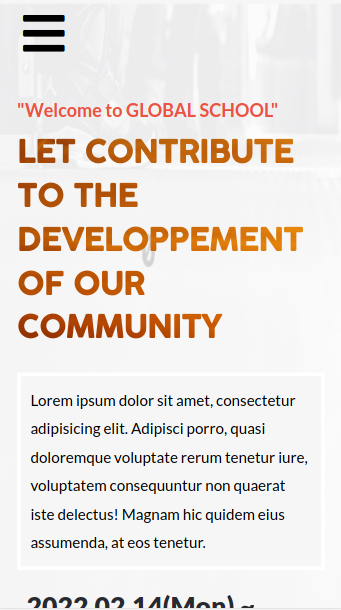 "Welcome to GLOBAL SCHOOL"
LET CONTRIBUTE
TO THE
DEVELOPPEMENT
OF OUR
COMMUNITY
Lorem ipsum dolor sit amet, consectetur
adipisicing elit. Adipisci porro, quasi
doloremque voluptate rerum tenetur iure,
voluptatem consequuntur non quaerat
iste delectus! Magnam hic quidem eius
assumenda, at eos tenetur.
2022.02.14(Mon) ~